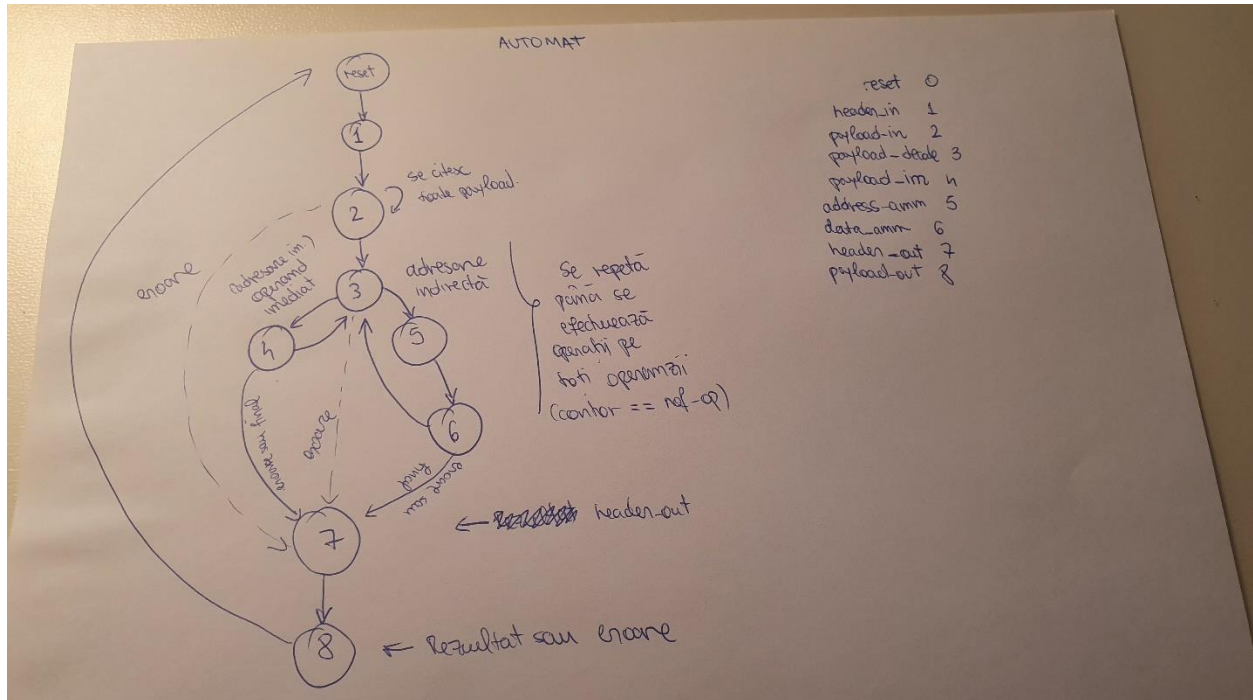 AUTOMAT
reset
1
2
se citesc
toate payload.
3
adresare
indirectă
(adresare im.)
operand
imediat
4
5
6
eroare
eroare sau final
eroare
eroare sau
final
7
8
se repetă
până se
efectuează
operații pe
toți operanzii
(contor == nof-op)
header-out
Rezultat sau eroare
reset 0
header_in 1
payload-in 2
payload-decode 3
payload_im 4
address-amm 5
data_amm 6
header_out 7
payload-out 8